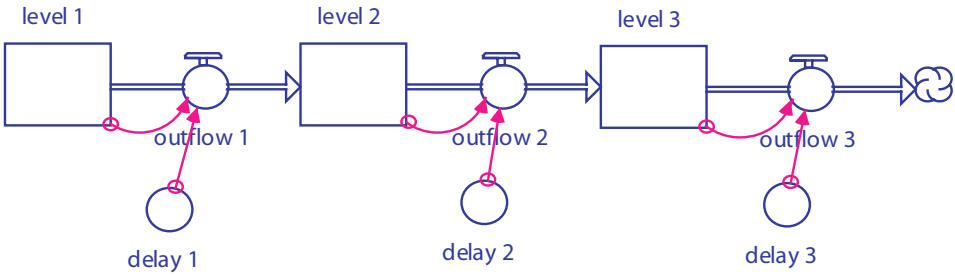 level 1
level 2
level 3
outflow 1
outflow 2
outflow 3
delay 1
delay 2
delay 3